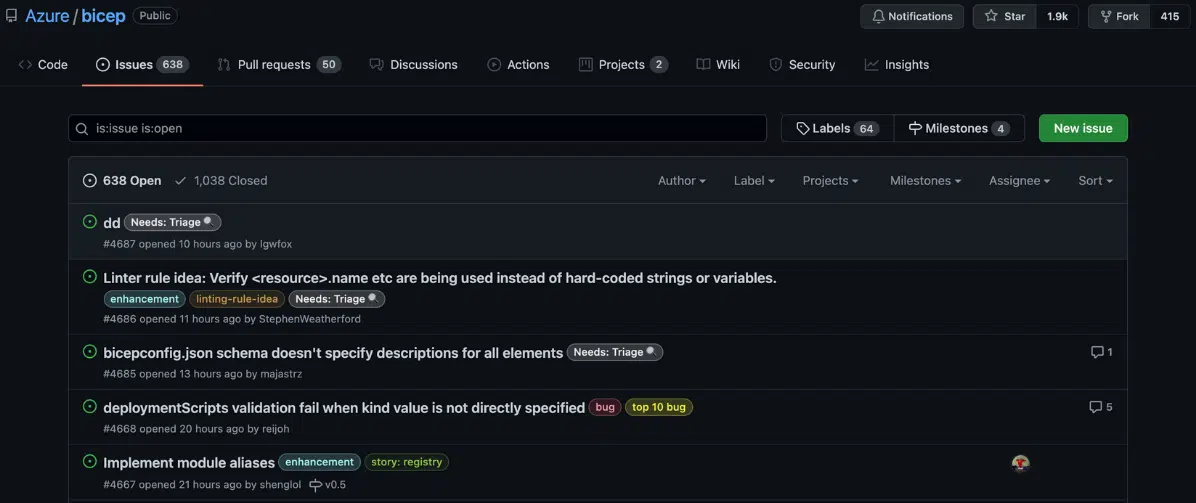 Azure / bicep Public Notifications Star 1.9k Fork 415
Code Issues 638 Pull requests 50 Discussions Actions Projects 2 Wiki Security Insights
is:issue is:open Labels 64 Milestones 4 New issue
638 Open 1,038 Closed Author Label Projects Milestones Assignee Sort
dd Needs: Triage
#4687 opened 10 hours ago by lgwfox
Linter rule idea: Verify <resource>.name etc are being used instead of hard-coded strings or variables.
enhancement linting-rule-idea Needs: Triage
#4686 opened 11 hours ago by StephenWeatherford
bicepconfig.json schema doesn't specify descriptions for all elements Needs: Triage 1
#4685 opened 13 hours ago by majastrz
deploymentScripts validation fail when kind value is not directly specified bug top 10 bug 5
#4668 opened 20 hours ago by reijoh
Implement module aliases enhancement story: registry
#4667 opened 21 hours ago by shenglol v0.5